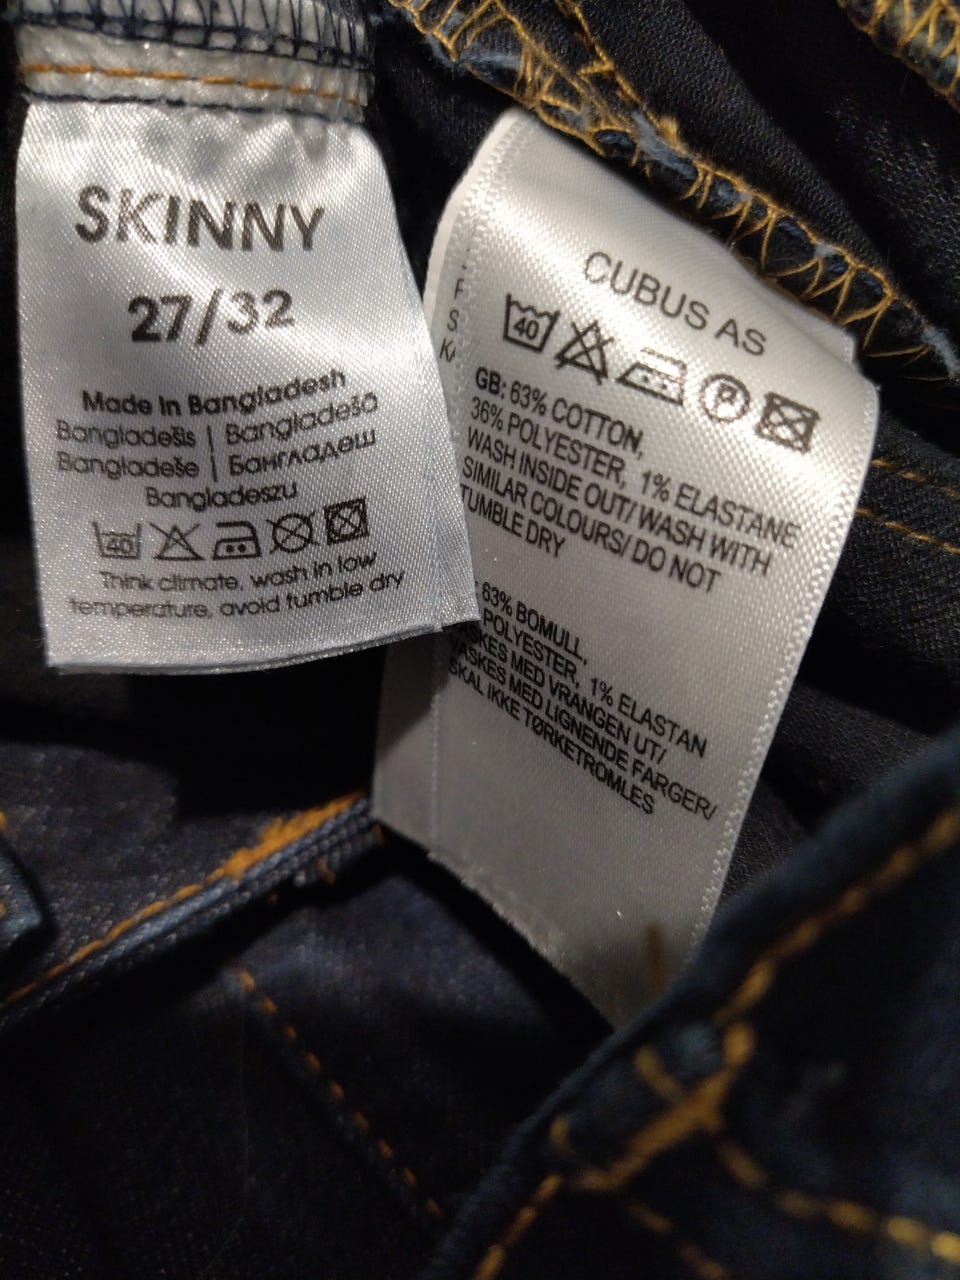 SKINNY
27/32
Made in Bangladesh
Bangladešis | Bangladešo
Bangladeše | Бангладеш
Bangladeszu
40
Think climate, wash in low
temperature, avoid tumble dry
CUBUS AS
40 P
GB: 63% COTTON,
36% POLYESTER, 1% ELASTANE
WASH INSIDE OUT/ WASH WITH
SIMILAR COLOURS/ DO NOT
TUMBLE DRY
: 63% BOMULL,
POLYESTER, 1% ELASTAN
VASKES MED VRANGEN UT/
VASKES MED LIGNENDE FARGER/
SKAL IKKE TØRKETROMLES